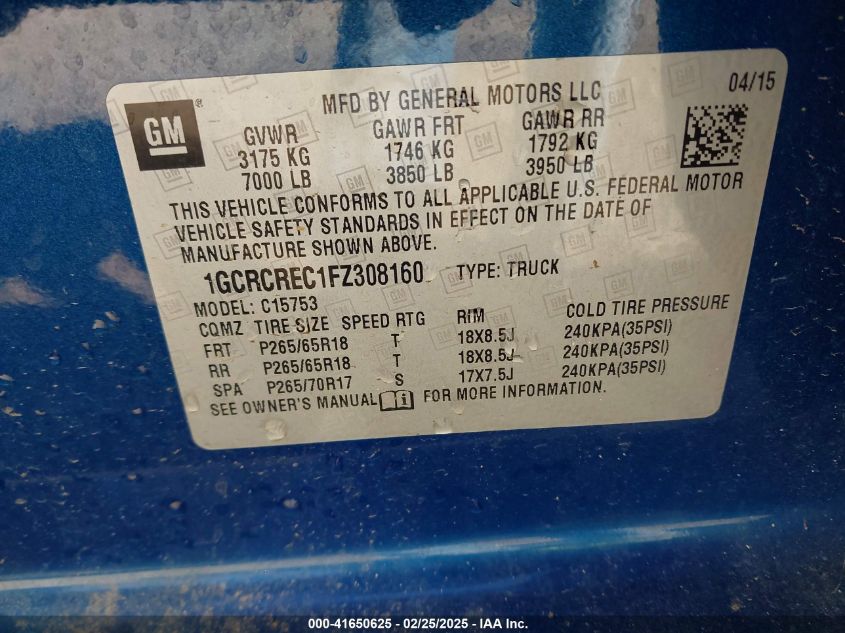 GM ®
MFD BY GENERAL MOTORS LLC 04/15
GVWR GAWR FRT GAWR RR
3175 KG 1746 KG 1792 KG
7000 LB 3850 LB 3950 LB
THIS VEHICLE CONFORMS TO ALL APPLICABLE U.S. FEDERAL MOTOR
VEHICLE SAFETY STANDARDS IN EFFECT ON THE DATE OF
MANUFACTURE SHOWN ABOVE.
1GCRCREC1FZ308160 TYPE: TRUCK
MODEL: C15753
CQMZ TIRE SIZE SPEED RTG RIM COLD TIRE PRESSURE
FRT P265/65R18 T 18X8.5J 240KPA(35PSI)
RR P265/65R18 T 18X8.5J 240KPA(35PSI)
SPA P265/70R17 S 17X7.5J 240KPA(35PSI)
SEE OWNER'S MANUAL FOR MORE INFORMATION.
000-41650625 - 02/25/2025 - IAA Inc.